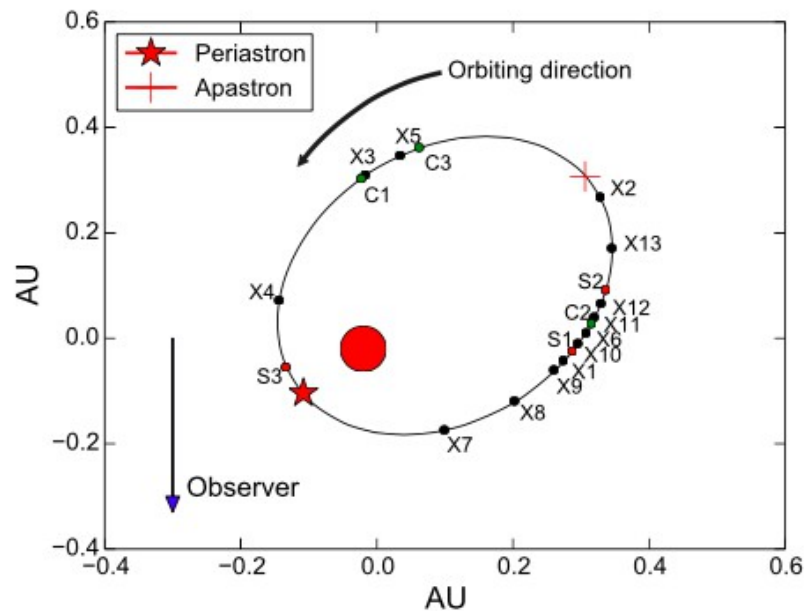 0.6
Periastron
Apastron
Orbiting direction
0.4
X5
X3
C3
C1
X2
0.2
X13
S2
X4
C2
X12
X11
AU
0.0
S1
X6
X10
S3
X1
X9
X8
X7
−0.2
Observer
−0.4
−0.4
−0.2
0.0
0.2
0.4
0.6
AU